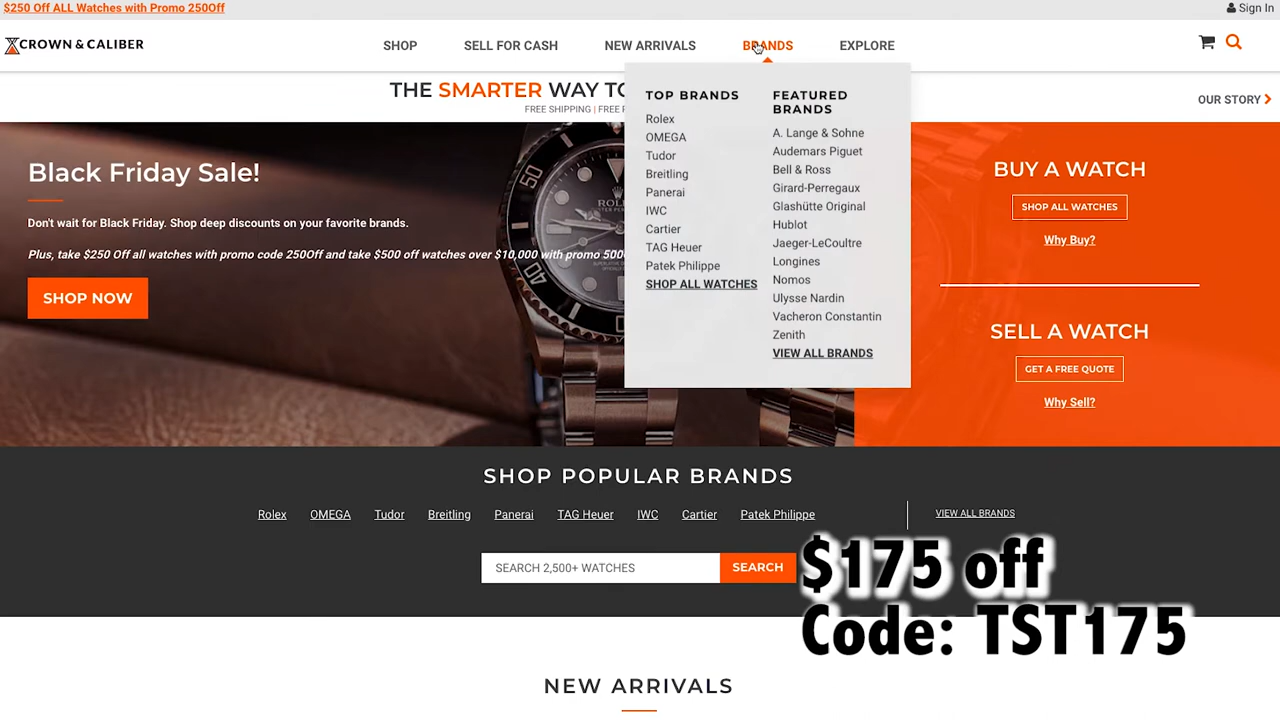 $250 Off ALL Watches with Promo 250Off
Sign In
CROWN & CALIBER
SHOP
SELL FOR CASH
NEW ARRIVALS
BRANDS
EXPLORE
THE SMARTER WAY TO
FREE SHIPPING | FREE
OUR STORY
TOP BRANDS
Rolex
OMEGA
Tudor
Breitling
Panerai
IWC
Cartier
TAG Heuer
Patek Philippe
SHOP ALL WATCHES
FEATURED
BRANDS
A. Lange & Sohne
Audemars Piguet
Bell & Ross
Girard-Perregaux
Glashütte Original
Hublot
Jaeger-LeCoultre
Longines
Nomos
Ulysse Nardin
Vacheron Constantin
Zenith
VIEW ALL BRANDS
Black Friday Sale!
Don't wait for Black Friday. Shop deep discounts on your favorite brands.
Plus, take $250 Off all watches with promo code 250Off and take $500 off watches over $10,000 with promo 500
SHOP NOW
50
40
BUY A WATCH
SHOP ALL WATCHES
Why Buy?
SELL A WATCH
GET A FREE QUOTE
Why Sell?
SHOP POPULAR BRANDS
Rolex
OMEGA
Tudor
Breitling
Panerai
TAG Heuer
IWC
Cartier
Patek Philippe
VIEW ALL BRANDS
SEARCH 2,500+ WATCHES
SEARCH
$175 off
Code: TST175
NEW ARRIVALS